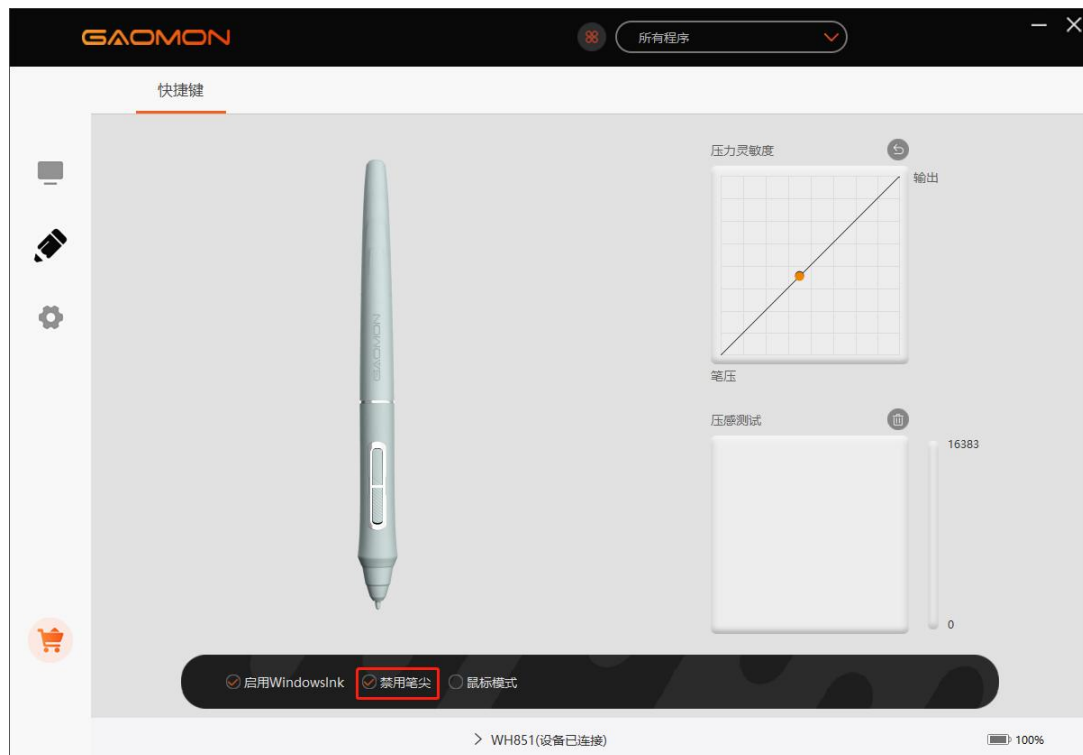 GAOMON
所有程序
快捷键
压力灵敏度
输出
GAOMON
笔压
压感测试
16383
0
启用WindowsInk
禁用笔尖
鼠标模式
WH851(设备已连接)
100%